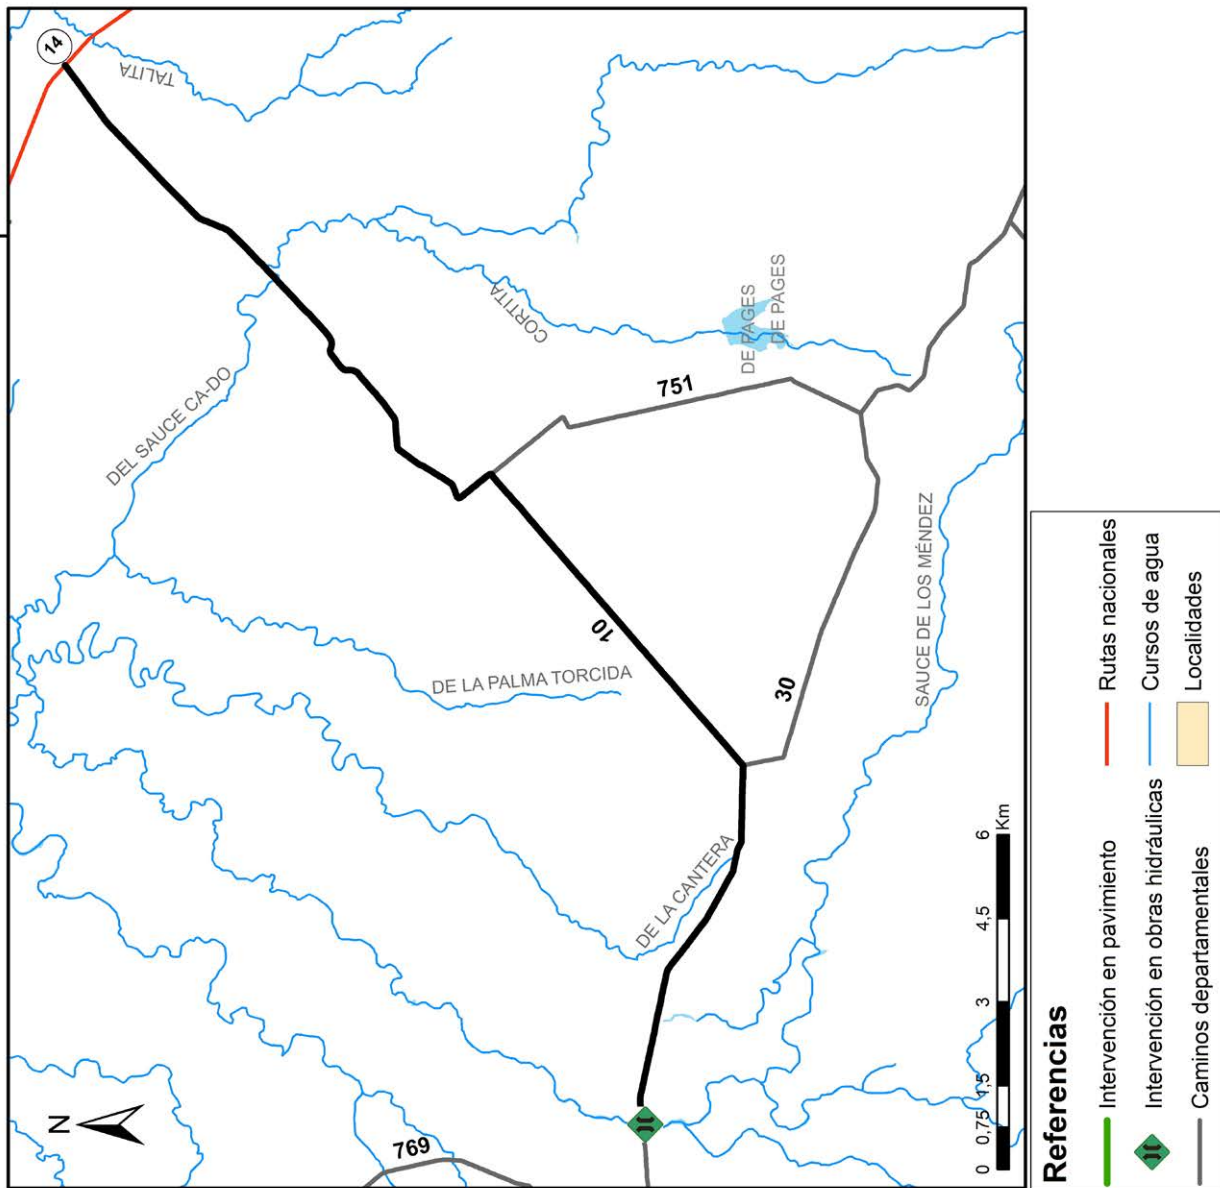 14
TALITA
DEL SAUCE CA-DO
CORTITA
DE PAGES
DE PAGES
751
10
DE LA PALMA TORCIDA
30
SAUCE DE LOS MÉNDEZ
DE LA CANTERA
N
769
0 0,75 1,5 3 4,5 6
Km
Referencias
Intervención en pavimento
Intervención en obras hidráulicas
Caminos departamentales
Rutas nacionales
Cursos de agua
Localidades